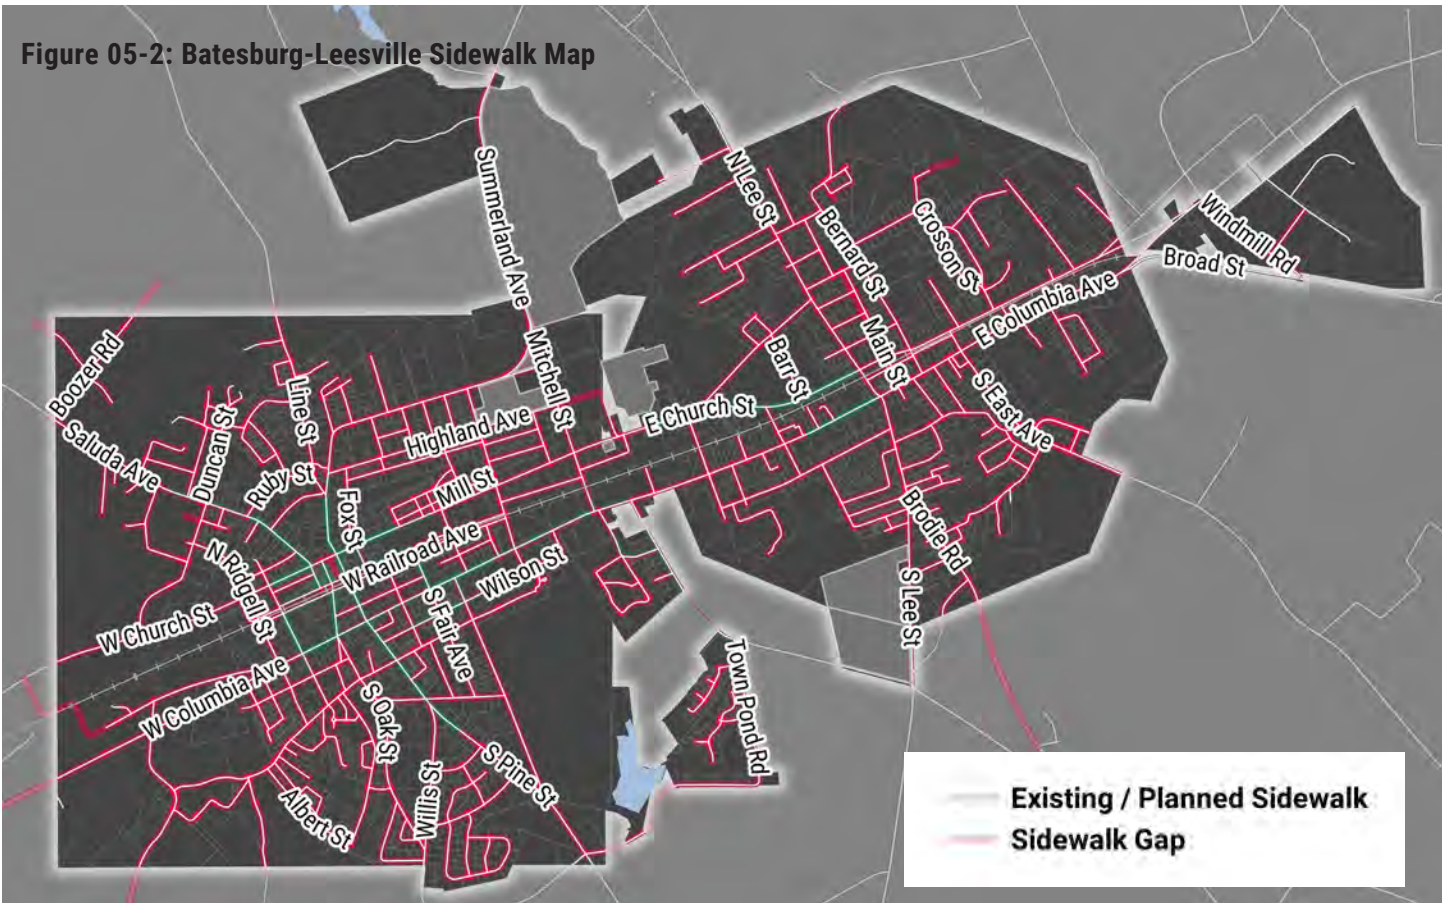 Figure 05-2: Batesburg-Leesville Sidewalk Map
Summerland Ave
N Lee St
Bernard St
Crosson St
Windmill Rd
Broad St
E Columbia Ave
Boozer Rd
Mitchell St
Main St
Barr St
Line St
Duncan St
Saluda Ave
Highland Ave
E Church St
S East Ave
Ruby St
Mill St
Fox St
W Railroad Ave
Brodie Rd
N Ridgell St
Wilson St
S Fair Ave
S Lee St
W Church St
W Columbia Ave
S Oak St
Town Pond Rd
S Pine St
Willis St
Albert St
Existing / Planned Sidewalk
Sidewalk Gap